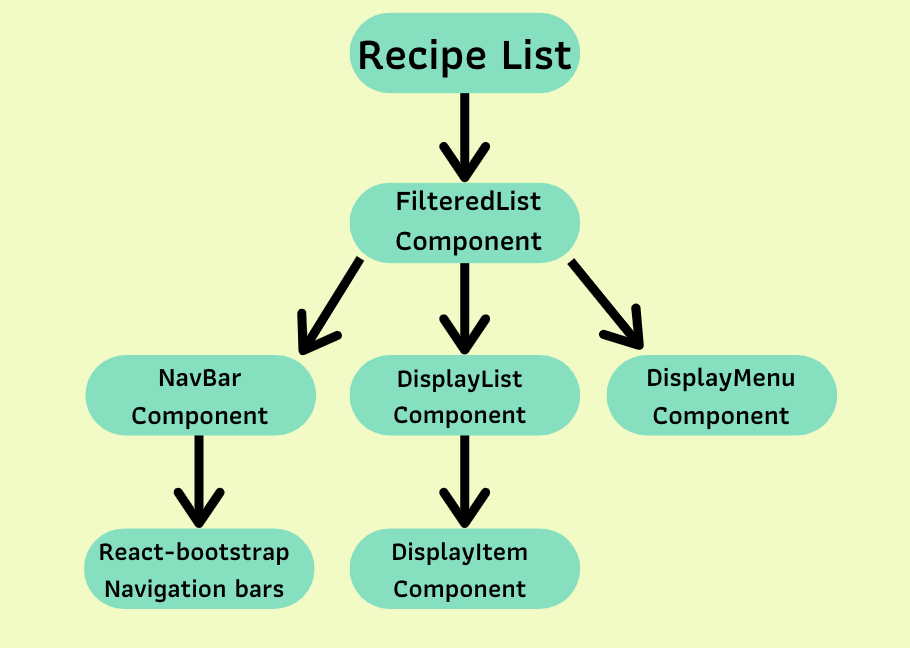 Recipe List
FilteredList
Component
NavBar
Component
DisplayList
Component
DisplayMenu
Component
React-bootstrap
Navigation bars
DisplayItem
Component